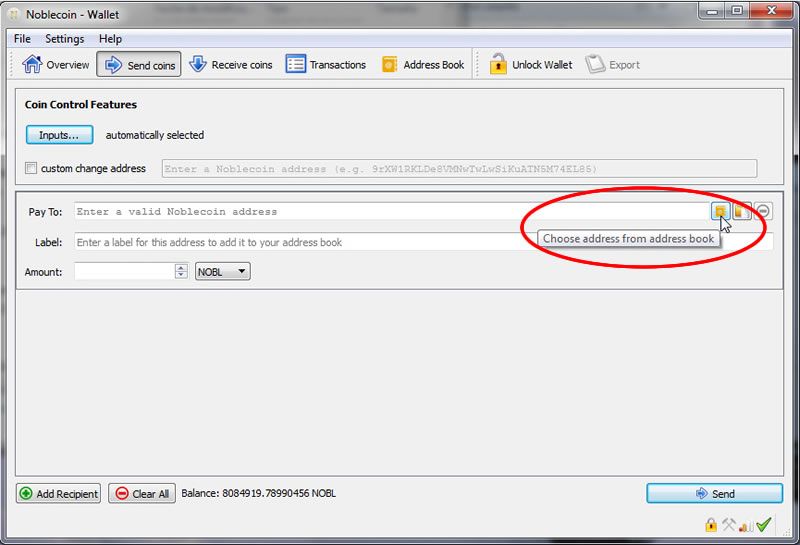 Noblecoin - Wallet
File Settings Help
Overview Send coins Receive coins Transactions Address Book Unlock Wallet Export
Coin Control Features
Inputs... automatically selected
custom change address Enter a Noblecoin address (e.g. 9rXW1RKLDe8VMNwTwLwSiKuATN5M74EL85)
Pay To: Enter a valid Noblecoin address
Choose address from address book
Label: Enter a label for this address to add it to your address book
Amount: NOBL
Add Recipient Clear All Balance: 8084919.78990456 NOBL Send